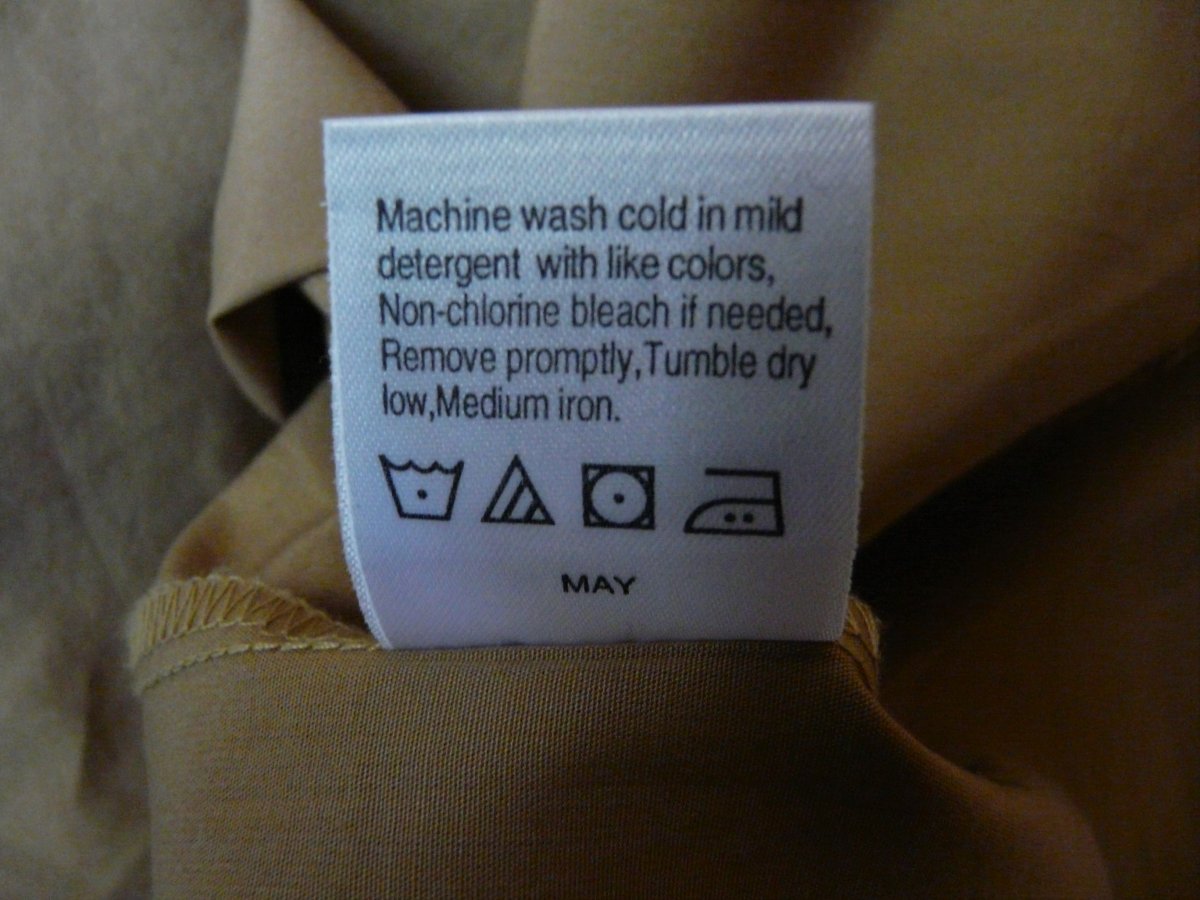 Machine wash cold in mild
detergent with like colors,
Non-chlorine bleach if needed,
Remove promptly,Tumble dry
low,Medium iron.
MAY